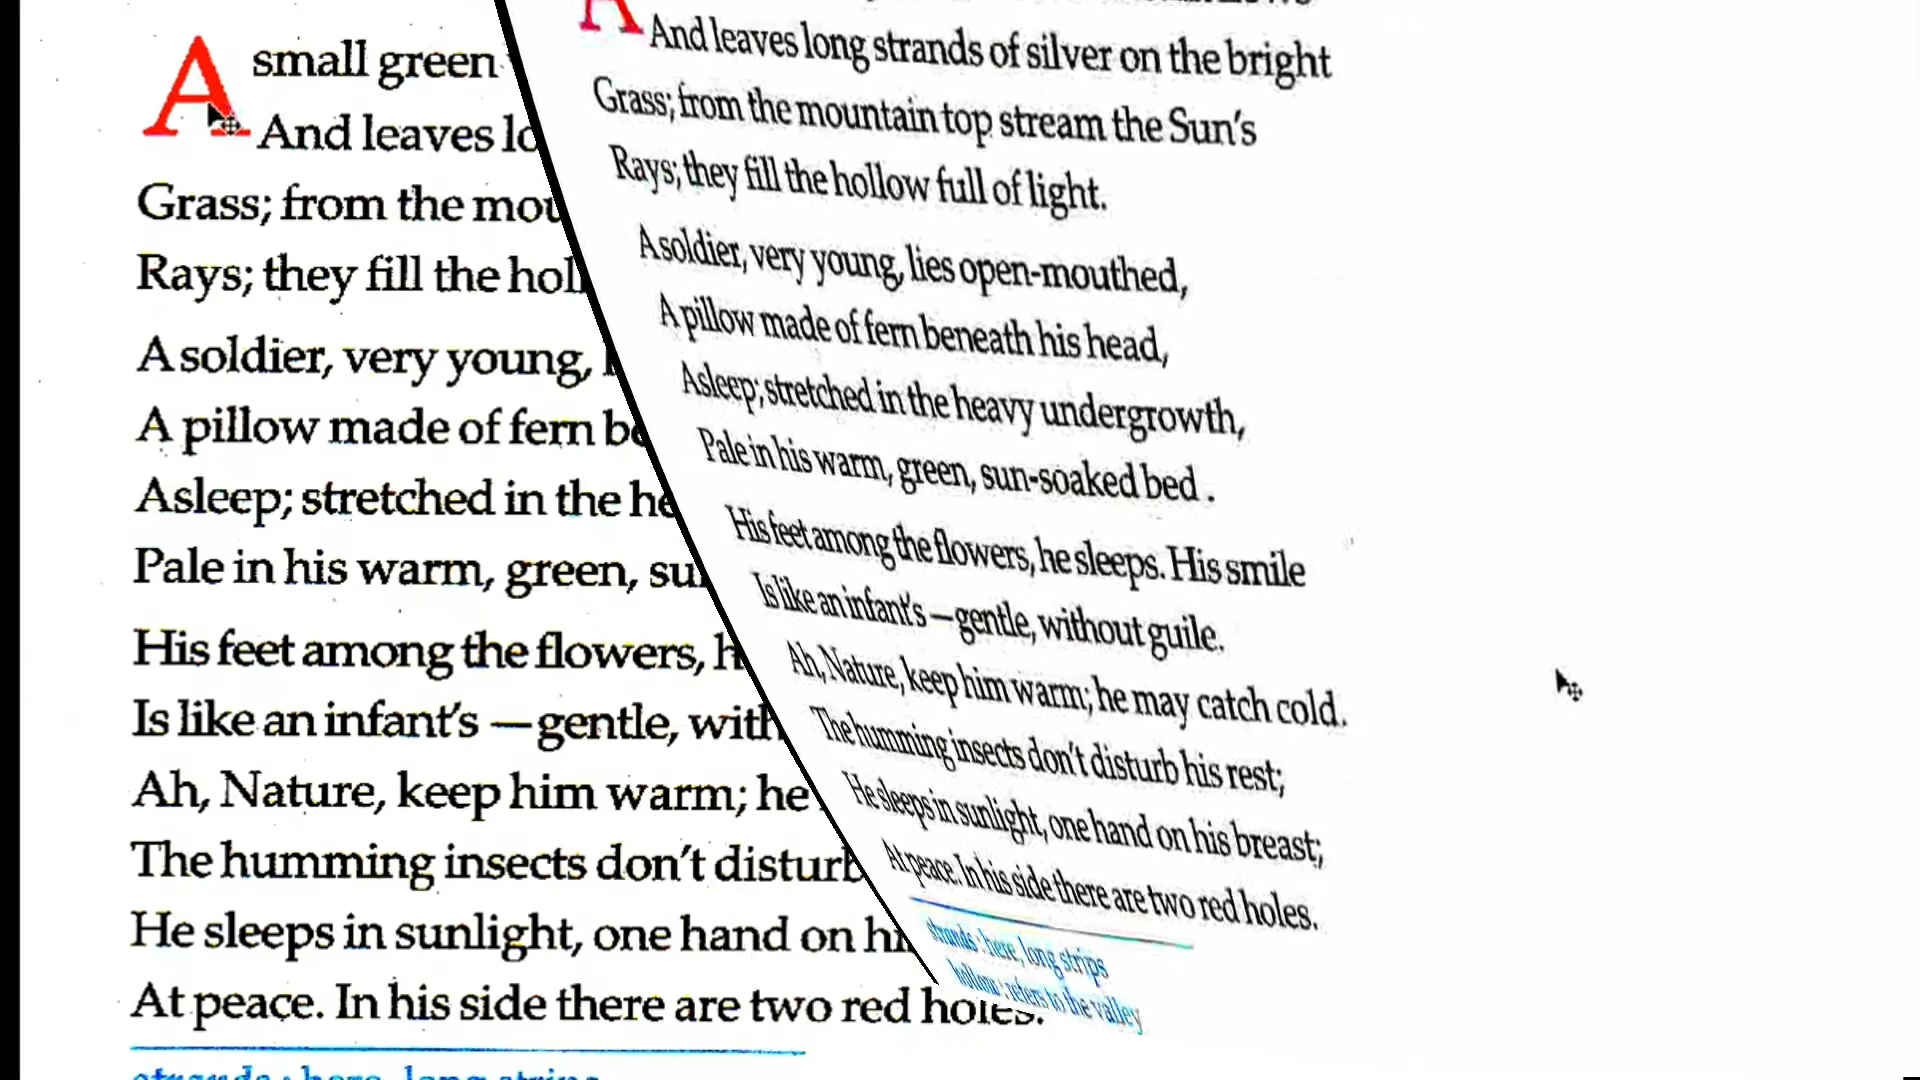 A small green
And leaves lo
Grass; from the mou
Rays; they fill the hol
A soldier, very young,
A pillow made of fern be
Asleep; stretched in the he
Pale in his warm, green, su
His feet among the flowers, h
Is like an infant's —gentle, with
Ah, Nature, keep him warm; he
The humming insects don't disturb
He sleeps in sunlight, one hand on hi
At peace. In his side there are two red holes.
strands : here, long strips
A
And leaves long strands of silver on the bright
Grass; from the mountain top stream the Sun's
Rays; they fill the hollow full of light.
A soldier, very young, lies open-mouthed,
A pillow made of fern beneath his head,
Asleep; stretched in the heavy undergrowth,
Pale in his warm, green, sun-soaked bed .
His feet among the flowers, he sleeps. His smile
Is like an infant's —gentle, without guile.
Ah, Nature, keep him warm; he may catch cold.
The humming insects don't disturb his rest;
He sleeps in sunlight, one hand on his breast;
At peace. In his side there are two red holes.
strands : here, long strips
hollow : refers to the valley